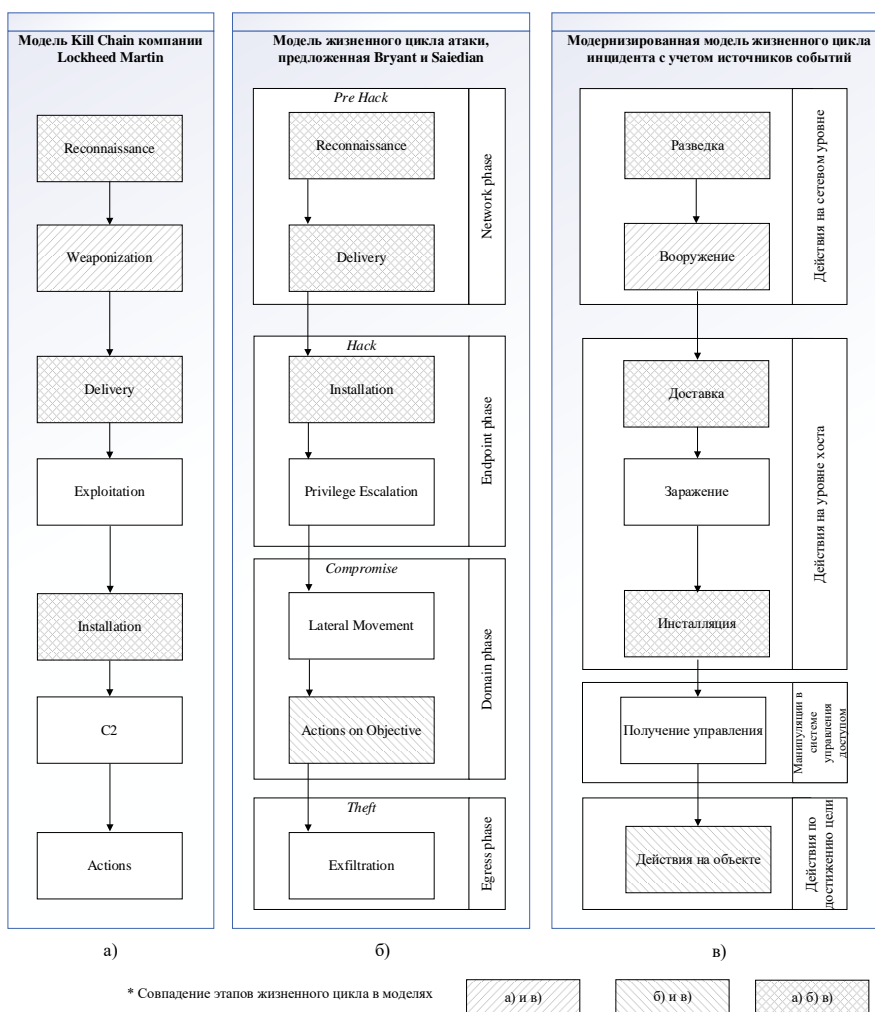 Модель Kill Chain компании
Lockheed Martin
Reconnaissance
Weaponization
Delivery
Exploitation
Installation
C2
Actions
а)
Модель жизненного цикла атаки,
предложенная Bryant и Saiedian
Pre Hack
Reconnaissance
Delivery
Network phase
Hack
Installation
Privilege Escalation
Endpoint phase
Compromise
Lateral Movement
Actions on Objective
Domain phase
Theft
Exfiltration
Egress phase
б)
Модернизированная модель жизненного цикла
инцидента с учетом источников событий
Разведка
Вооружение
Действия на сетевом уровне
Доставка
Заражение
Инсталляция
Действия на уровне хоста
Получение управления
Манипуляции в
системе
управления
доступом
Действия на объекте
Действия по
достижению цели
в)
* Совпадение этапов жизненного цикла в моделях
а) и в)
б) и в)
а) б) в)